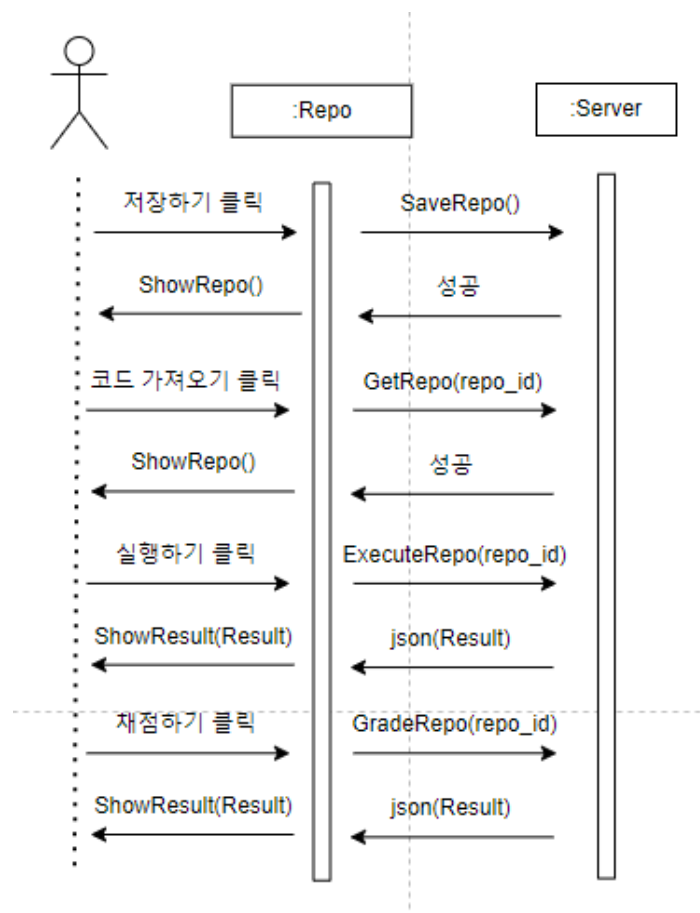 :Repo
:Server
저장하기 클릭
SaveRepo()
ShowRepo()
성공
코드 가져오기 클릭
GetRepo(repo_id)
ShowRepo()
성공
실행하기 클릭
ExecuteRepo(repo_id)
ShowResult(Result)
json(Result)
채점하기 클릭
GradeRepo(repo_id)
ShowResult(Result)
json(Result)